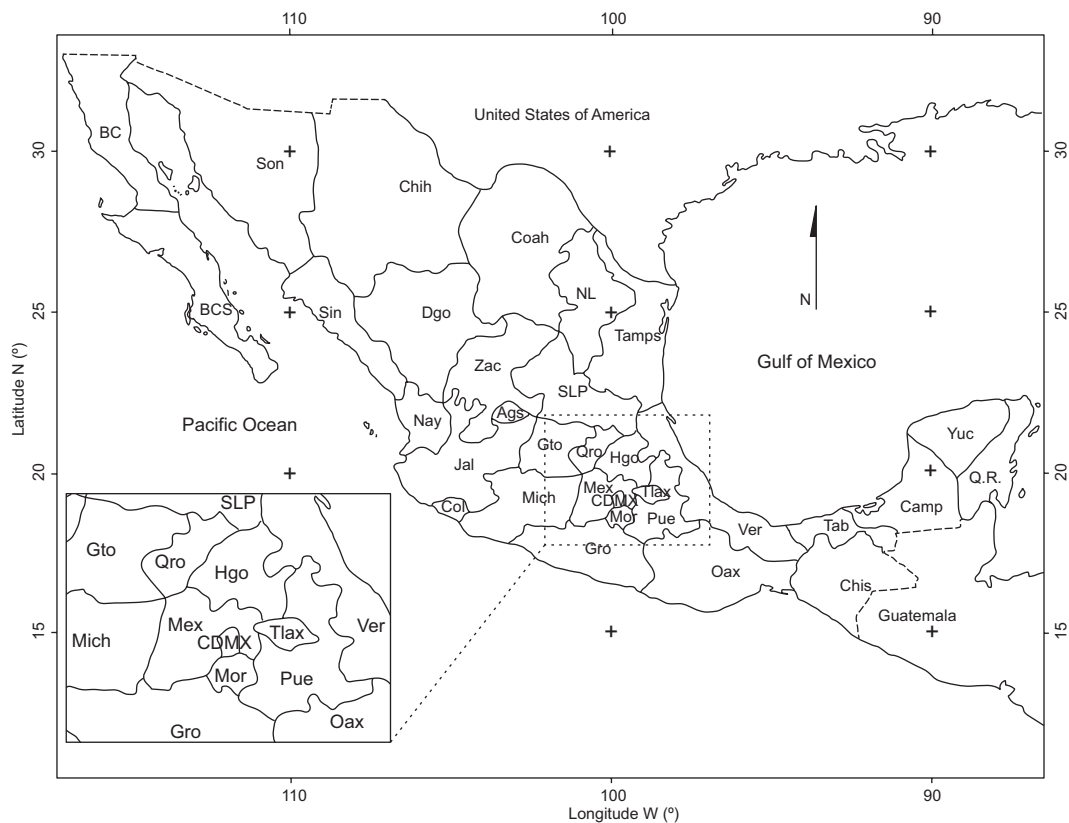 110 100 90
United States of America
BC
30 Son 30
Chih
Coah
NL
N
BCS
25 Sin Dgo 25
Tamps
Gulf of Mexico
Zac
SLP
Nay Ags
Pacific Ocean
Yuc
Gto Qro Hgo
Jal
20 20
Q.R.
Mich Mex Tlax
CDMX
Col Camp
Mor Pue
Ver Tab
Gro
Oax
Chis
Guatemala
15 15
SLP
Gto
Qro
Hgo
Mex
Mich CDMX Tlax Ver
Mor Pue
Gro Oax
Latitude N (º)
110 100 90
Longitude W (º)